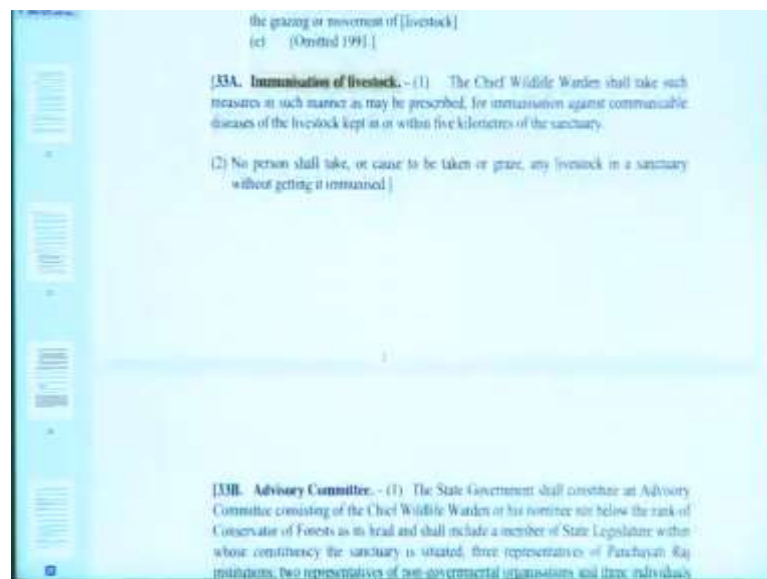 the grazing or movement of [livestock]
(c) [Omitted 1991.]
[33A. Immunisation of livestock. - (1) The Chief Wildlife Warden shall take such
measures in such manner as may be prescribed, for immunisation against communicable
diseases of the livestock kept in or within five kilometres of the sanctuary.
(2) No person shall take, or cause to be taken or graze, any livestock in a sanctuary
without getting it immunised.]
[33B. Advisory Committee. - (1) The State Government shall constitute an Advisory
Committee consisting of the Chief Wildlife Warden or his nominee not below the rank of
Conservator of Forests as its head and shall include a member of State Legislature within
whose constituency the sanctuary is situated, three representatives of Panchayati Raj
institutions, two representatives of non-governmental organisations and three individuals